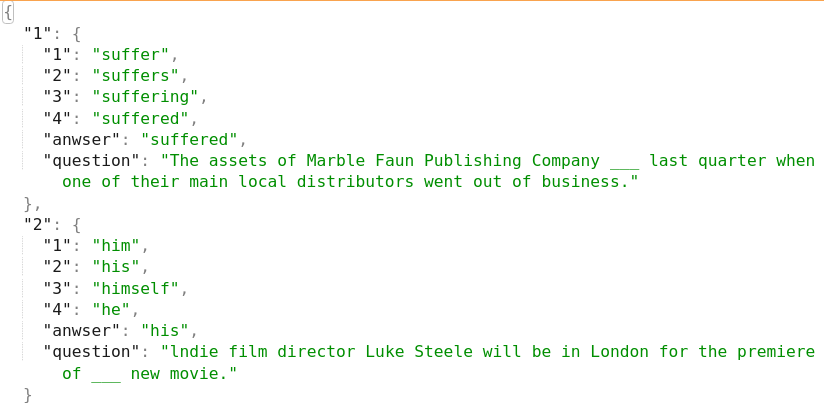 {
"1": {
"1": "suffer",
"2": "suffers",
"3": "suffering",
"4": "suffered",
"anwser": "suffered",
"question": "The assets of Marble Faun Publishing Company ___ last quarter when
one of their main local distributors went out of business."
},
"2": {
"1": "him",
"2": "his",
"3": "himself",
"4": "he",
"anwser": "his",
"question": "lndie film director Luke Steele will be in London for the premiere
of ___ new movie."
}